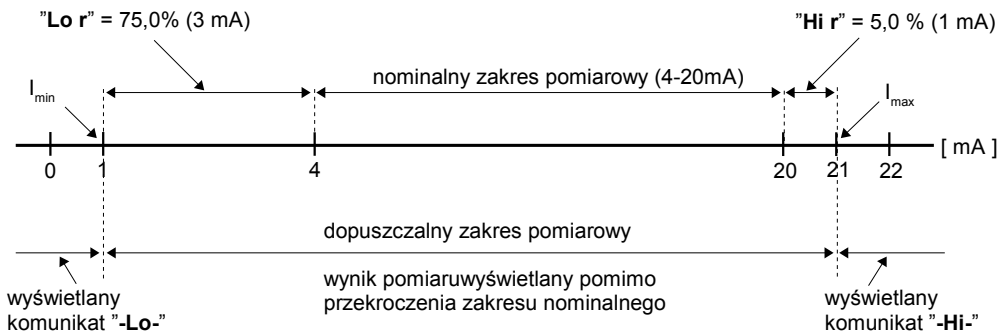 "Lo r" = 75,0% (3 mA)
"Hi r" = 5,0 % (1 mA)
nominalny zakres pomiarowy (4-20mA)
Imin
Imax
0 1 4 20 21 22 [ mA ]
dopuszczalny zakres pomiarowy
wynik pomiaruwyświetlany pomimo
przekroczenia zakresu nominalnego
wyświetlany
komunikat "-Lo-"
wyświetlany
komunikat "-Hi-"